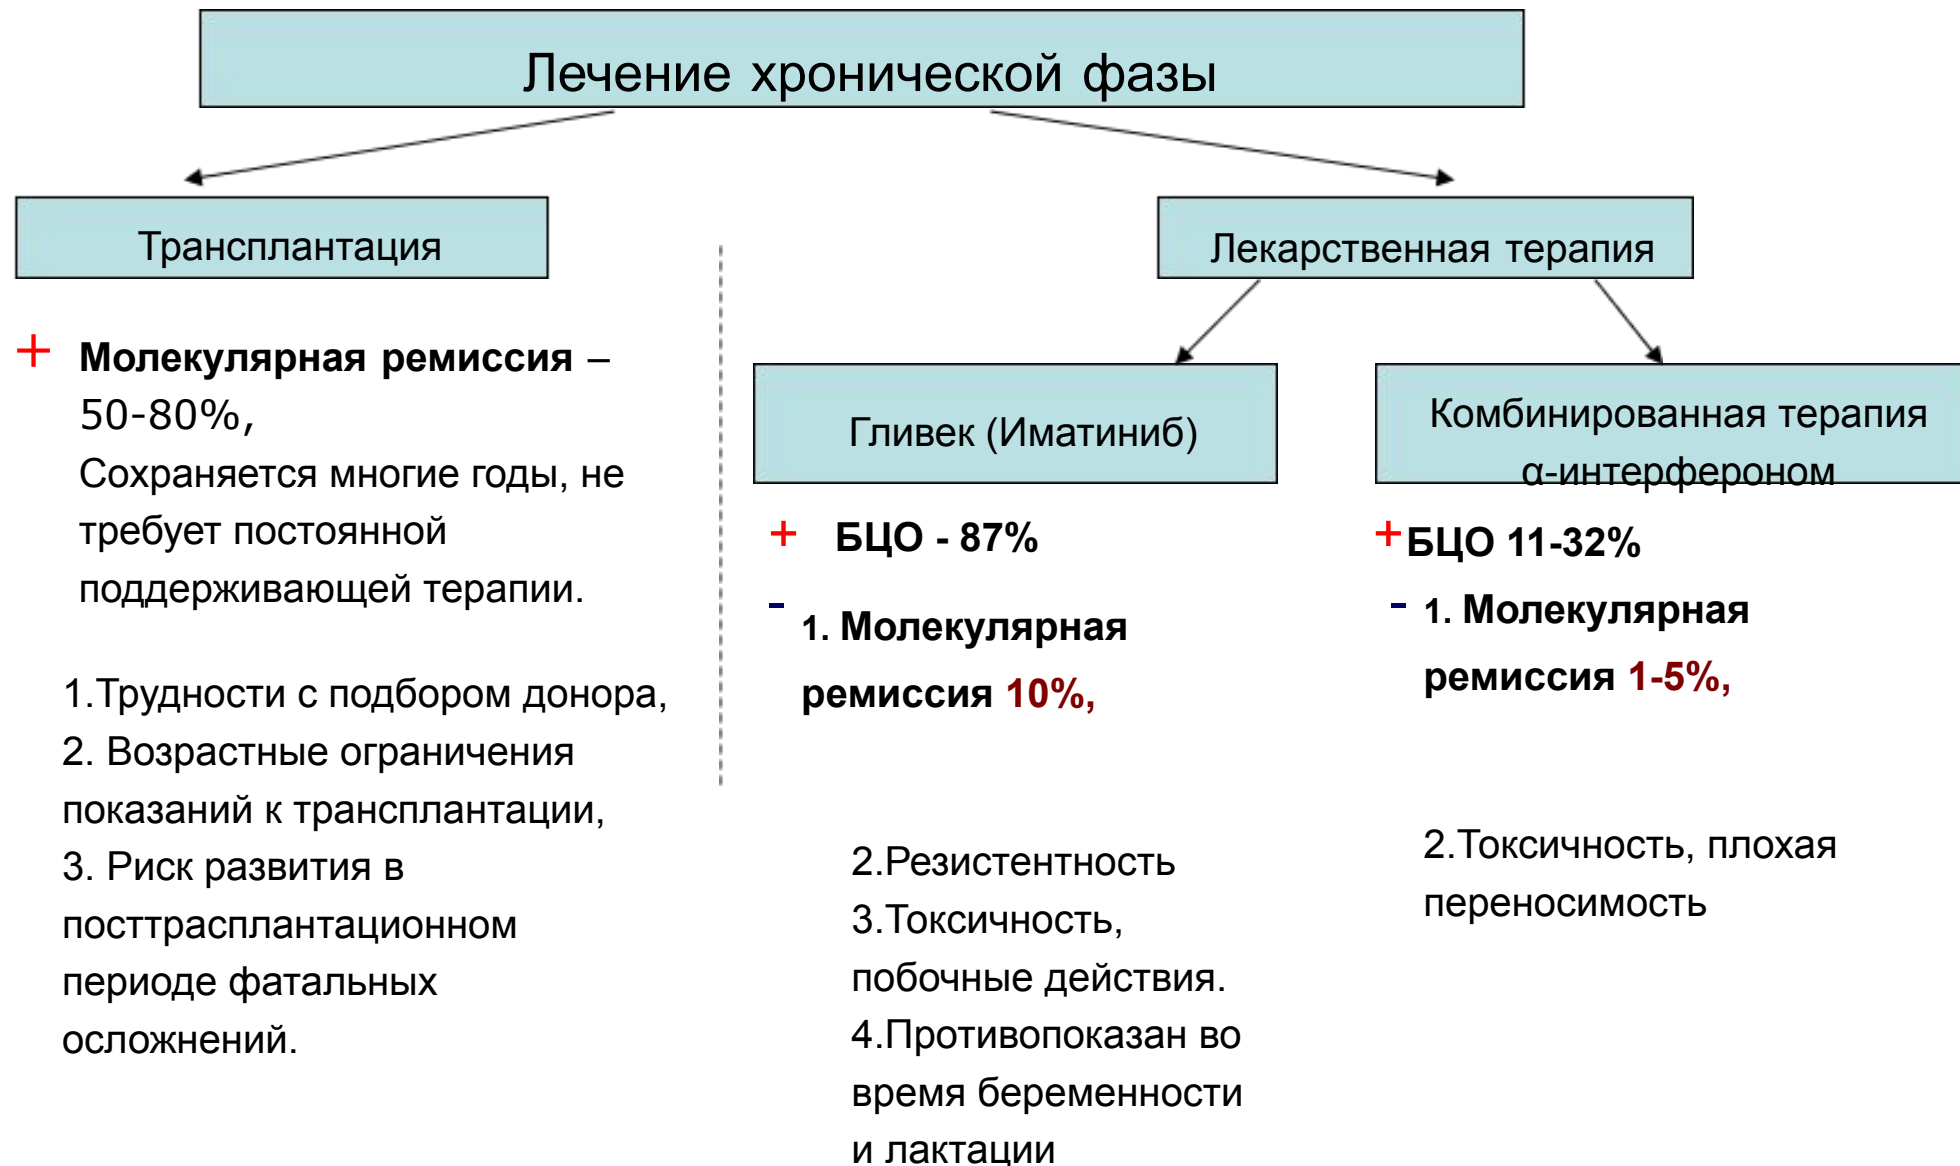 Лечение хронической фазы
Трансплантация
+ Молекулярная ремиссия –
50-80%,
Сохраняется многие годы, не
требует постоянной
поддерживающей терапии.
1.Трудности с подбором донора,
2. Возрастные ограничения
показаний к трансплантации,
3. Риск развития в
посттрасплантационном
периоде фатальных
осложнений.
Лекарственная терапия
Гливек (Иматиниб)
+ БЦО - 87%
- 1. Молекулярная
ремиссия 10%,
2.Резистентность
3.Токсичность,
побочные действия.
4.Противопоказан во
время беременности
и лактации
Комбинированная терапия
α-интерфероном
+ БЦО 11-32%
- 1. Молекулярная
ремиссия 1-5%,
2.Токсичность, плохая
переносимость